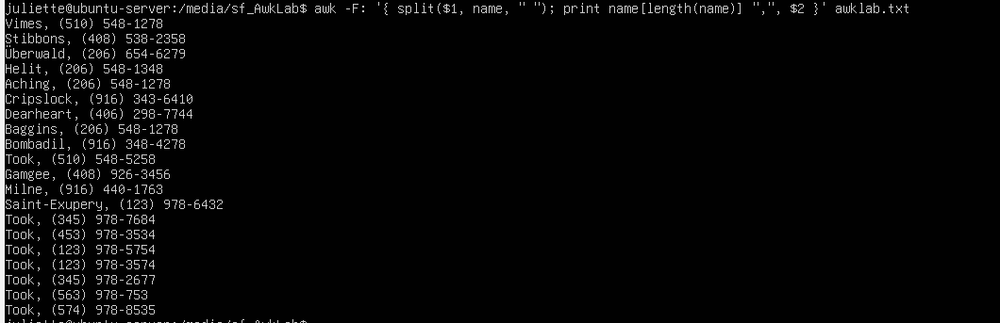 juliette@ubuntu-server:/media/sf_AwkLab$ awk -F: '{ split($1, name, " "); print name[length(name)] ",", $2 }' awklab.txt
Vimes, (510) 548-1278
Stibbons, (408) 538-2358
Überwald, (206) 654-6279
Helit, (206) 548-1348
Aching, (206) 548-1278
Cripslock, (916) 343-6410
Dearheart, (406) 298-7744
Baggins, (206) 548-1278
Bombadil, (916) 348-4278
Took, (510) 548-5258
Gamgee, (408) 926-3456
Milne, (916) 440-1763
Saint-Exupery, (123) 978-6432
Took, (345) 978-7684
Took, (453) 978-3534
Took, (123) 978-5754
Took, (123) 978-3574
Took, (345) 978-2677
Took, (563) 978-753
Took, (574) 978-8535
juliette@ubuntu-server:/media/sf_AwkLab$